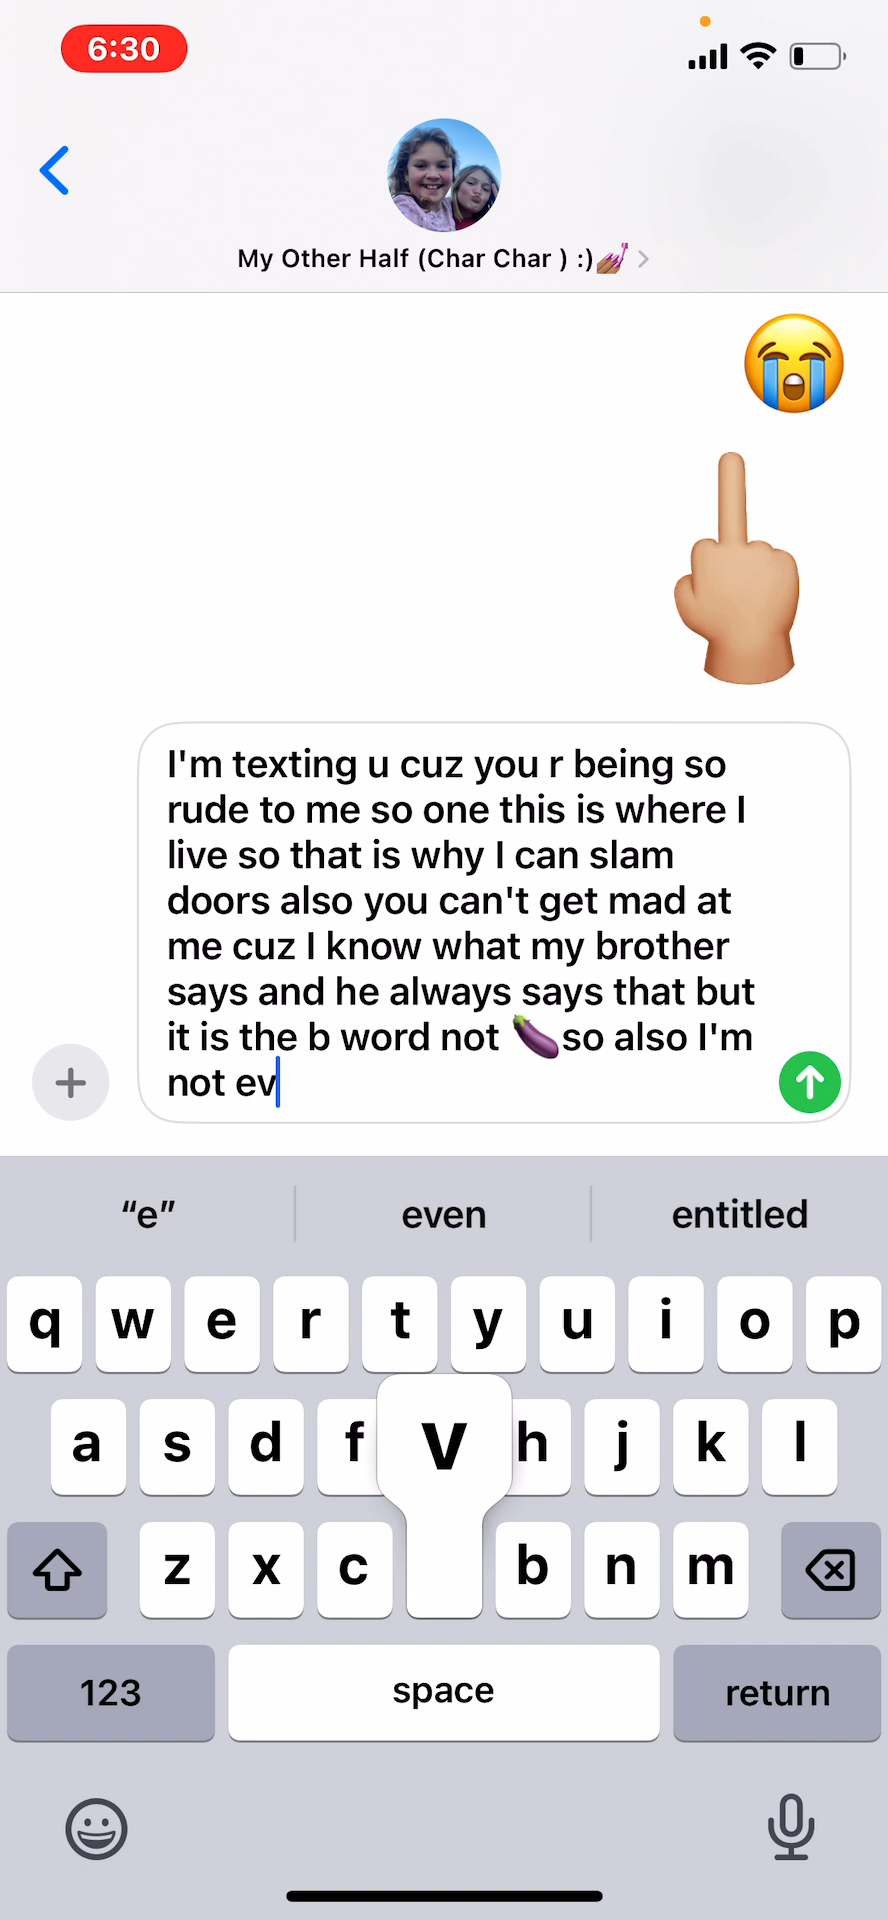 6:30
My Other Half (Char Char ) :)💅🏽
😭
🖕🏼
I'm texting u cuz you r being so
rude to me so one this is where I
live so that is why I can slam
doors also you can't get mad at
me cuz I know what my brother
says and he always says that but
it is the b word not 🍆so also I'm
not ev
“e” even entitled
q w e r t y u i o p
a s d f v h j k l
z x c b n m
123 space return